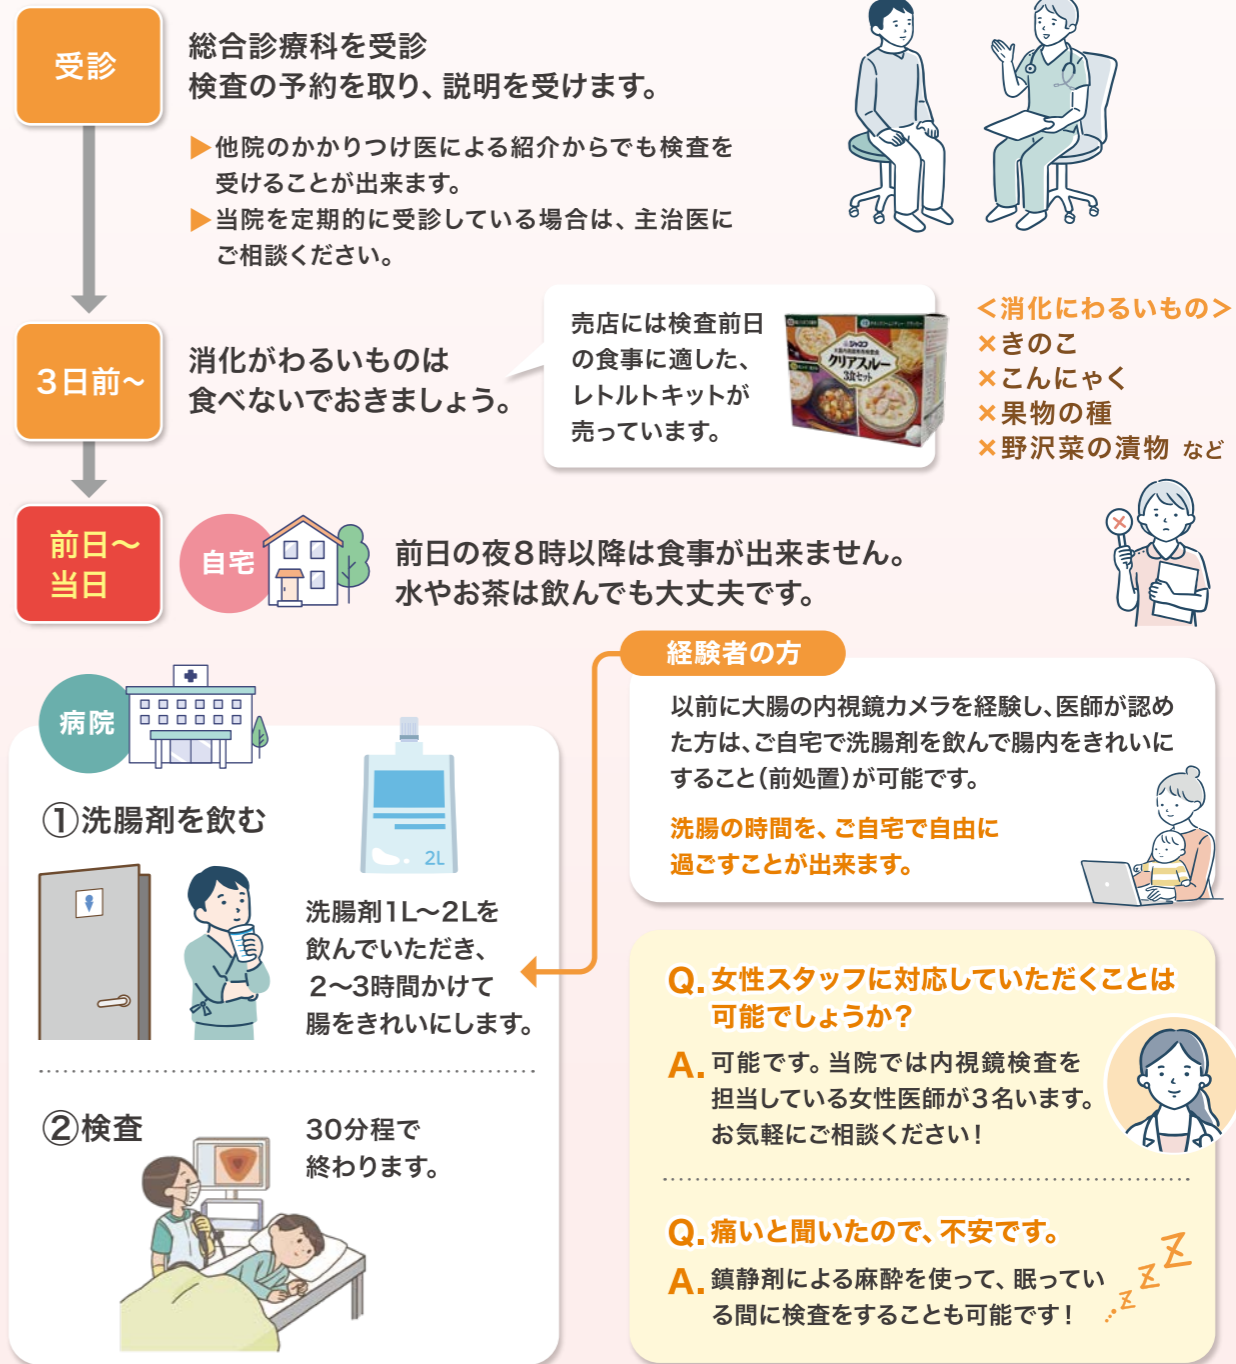 受診
総合診療科を受診
検査の予約を取り、説明を受けます。
▶他院のかかりつけ医による紹介からでも検査を
受けることが出来ます。
▶当院を定期的に受診している場合は、主治医に
ご相談ください。
3日前〜
消化がわるいものは
食べないでおきましょう。
売店には検査前日
の食事に適した、
レトルトキットが
売っています。
ジャネフ
クリアスルー
3食セット
＜消化にわるいもの＞
×きのこ
×こんにゃく
×果物の種
×野沢菜の漬物 など
前日〜
当日
自宅
前日の夜8時以降は食事が出来ません。
水やお茶は飲んでも大丈夫です。
経験者の方
以前に大腸の内視鏡カメラを経験し、医師が認め
た方は、ご自宅で洗腸剤を飲んで腸内をきれいに
すること（前処置）が可能です。
洗腸の時間を、ご自宅で自由に
過ごすことが出来ます。
病院
①洗腸剤を飲む
2L
洗腸剤1L〜2Lを
飲んでいただき、
2〜3時間かけて
腸をきれいにします。
②検査
30分程で
終わります。
Q. 女性スタッフに対応していただくことは
可能でしょうか？
A. 可能です。当院では内視鏡検査を
担当している女性医師が3名います。
お気軽にご相談ください！
Q. 痛いと聞いたので、不安です。
A. 鎮静剤による麻酔を使って、眠ってい
る間に検査をすることも可能です！
zzZ